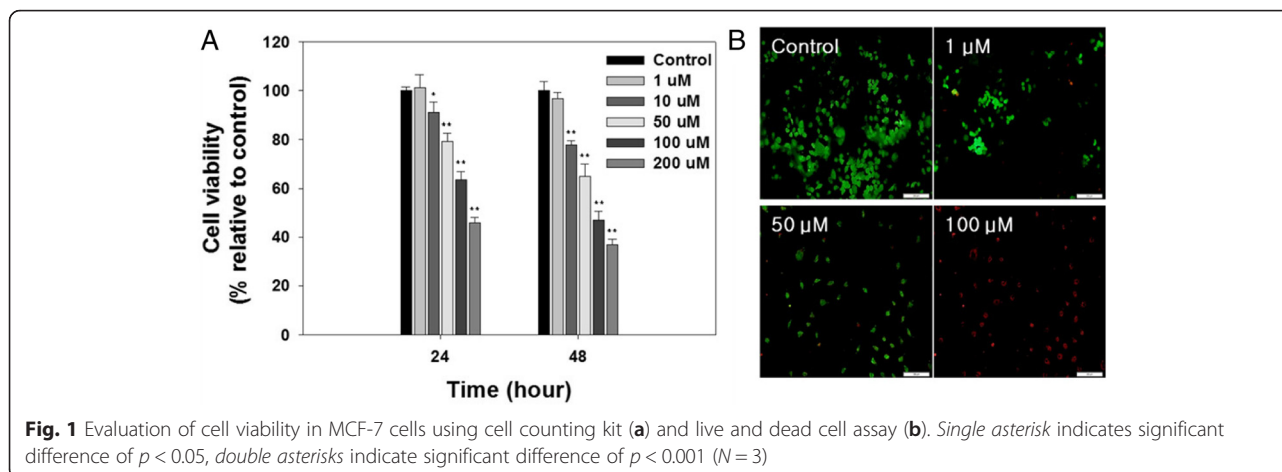 A
120
100
80
60
40
20
0
Cell viability
(% relative to control)
Control
1 uM
10 uM
50 uM
100 uM
200 uM
*
**
**
**
**
**
**
**
24
48
Time (hour)
B
Control
1 µM
50 µM
100 µM
Fig. 1 Evaluation of cell viability in MCF-7 cells using cell counting kit (a) and live and dead cell assay (b). Single asterisk indicates significant
difference of p < 0.05, double asterisks indicate significant difference of p < 0.001 (N = 3)